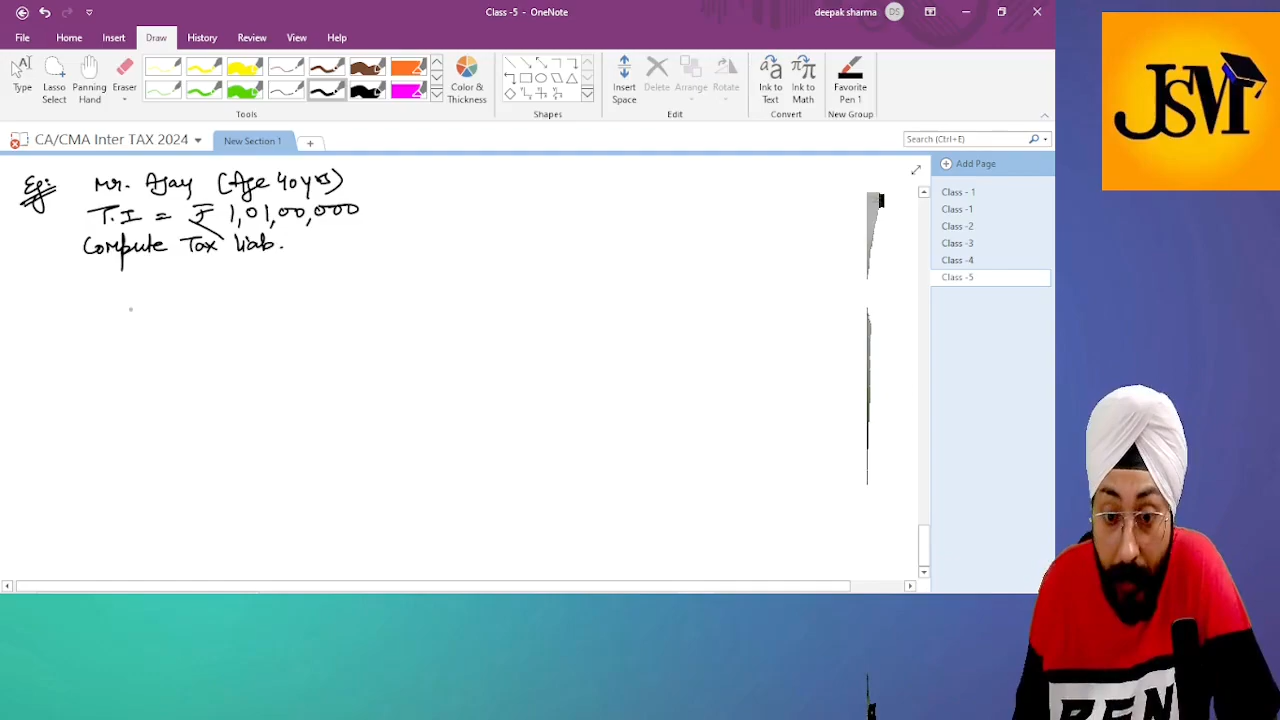 Class -5 - OneNote
deepak sharma DS
File Home Insert Draw History Review View Help
Type
Lasso Select
Panning Hand
Eraser
Color & Thickness
Insert Space
Delete
Arrange
Rotate
Ink to Text
Ink to Math
Favorite Pen 1
Tools Shapes Edit Convert New Group
CA/CMA Inter TAX 2024
New Section 1
Search (Ctrl+E)
Add Page
Class - 1
Class -1
Class -2
Class -3
Class -4
Class -5
Eg: Mr. Ajay (Age 40 yrs)
T.I = ₹ 1,01,00,000
Compute Tax liab.
JSM
PEN